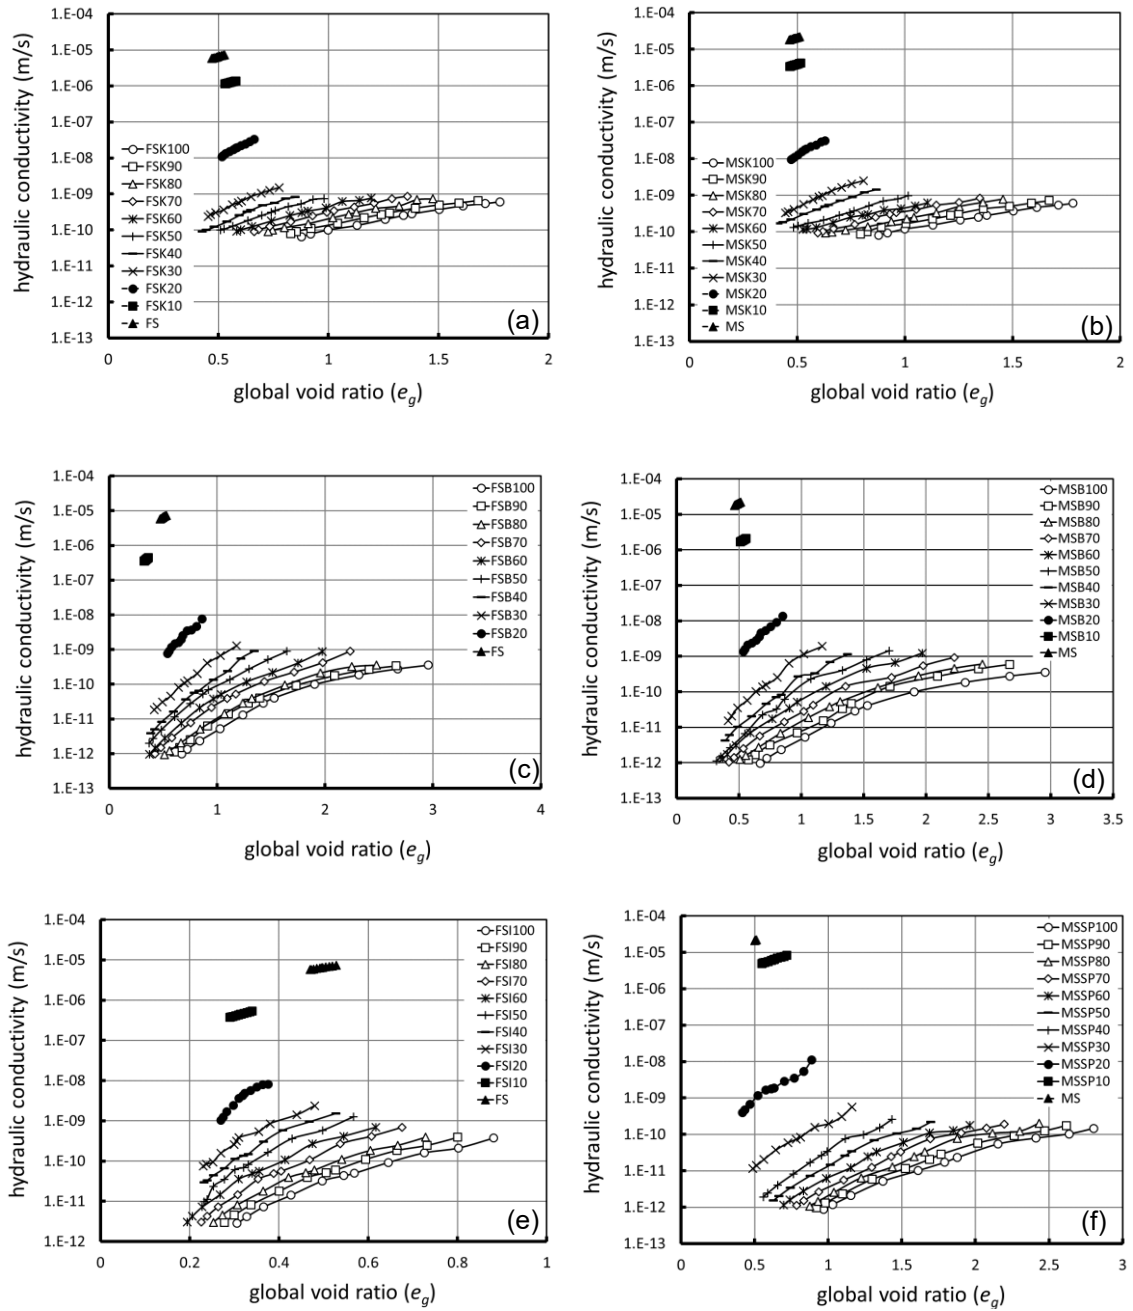 hydraulic conductivity (m/s)
1.E-04
1.E-05
1.E-06
1.E-07
1.E-08
1.E-09
1.E-10
1.E-11
1.E-12
1.E-13
FSK100
FSK90
FSK80
FSK70
FSK60
FSK50
FSK40
FSK30
FSK20
FSK10
FS
(a)
0 0.5 1 1.5 2
global void ratio (eg)
hydraulic conductivity (m/s)
1.E-04
1.E-05
1.E-06
1.E-07
1.E-08
1.E-09
1.E-10
1.E-11
1.E-12
1.E-13
MSK100
MSK90
MSK80
MSK70
MSK60
MSK50
MSK40
MSK30
MSK20
MSK10
MS
(b)
0 0.5 1 1.5 2
global void ratio (eg)
hydraulic conductivity (m/s)
1.E-04
1.E-05
1.E-06
1.E-07
1.E-08
1.E-09
1.E-10
1.E-11
1.E-12
1.E-13
FSB100
FSB90
FSB80
FSB70
FSB60
FSB50
FSB40
FSB30
FSB20
FS
(c)
0 1 2 3 4
global void ratio (eg)
hydraulic conductivity (m/s)
1.E-04
1.E-05
1.E-06
1.E-07
1.E-08
1.E-09
1.E-10
1.E-11
1.E-12
1.E-13
MSB100
MSB90
MSB80
MSB70
MSB60
MSB50
MSB40
MSB30
MSB20
MSB10
MS
(d)
0 0.5 1 1.5 2 2.5 3 3.5
global void ratio (eg)
hydraulic conductivity (m/s)
1.E-04
1.E-05
1.E-06
1.E-07
1.E-08
1.E-09
1.E-10
1.E-11
1.E-12
FSI100
FSI90
FSI80
FSI70
FSI60
FSI50
FSI40
FSI30
FSI20
FSI10
FS
(e)
0 0.2 0.4 0.6 0.8 1
global void ratio (eg)
hydraulic conductivity (m/s)
1.E-04
1.E-05
1.E-06
1.E-07
1.E-08
1.E-09
1.E-10
1.E-11
1.E-12
1.E-13
MSSP100
MSSP90
MSSP80
MSSP70
MSSP60
MSSP50
MSSP40
MSSP30
MSSP20
MSSP10
MS
(f)
0 0.5 1 1.5 2 2.5 3
global void ratio (eg)